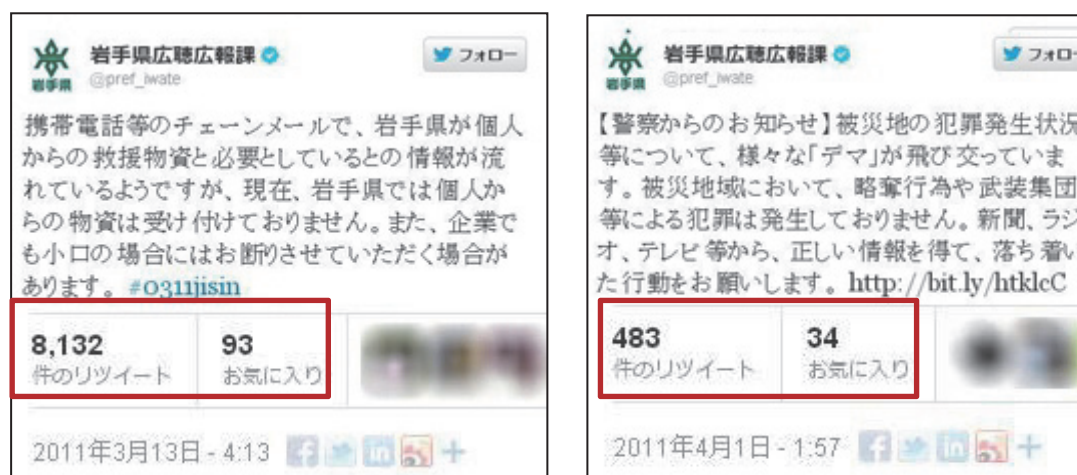 岩手県広聴広報課
@pref_iwate
岩手県
フォロー
携帯電話等のチェーンメールで、岩手県が個人
からの救援物資と必要としているとの情報が流
れているようですが、現在、岩手県では個人か
らの物資は受け付けておりません。また、企業で
も小口の場合にはお断りさせていただく場合が
あります。 #0311jisin
8,132
件のリツイート
93
お気に入り
2011年3月13日 - 4:13
岩手県広聴広報課
@pref_iwate
岩手県
フォロー
【警察からのお知らせ】被災地の犯罪発生状況
等について、様々な「デマ」が飛び交っていま
す。被災地域において、略奪行為や武装集団
等による犯罪は発生しておりません。新聞、ラジ
オ、テレビ等から、正しい情報を得て、落ち着い
た行動をお願いします。 http://bit.ly/htklcC
483
件のリツイート
34
お気に入り
2011年4月1日 - 1:57